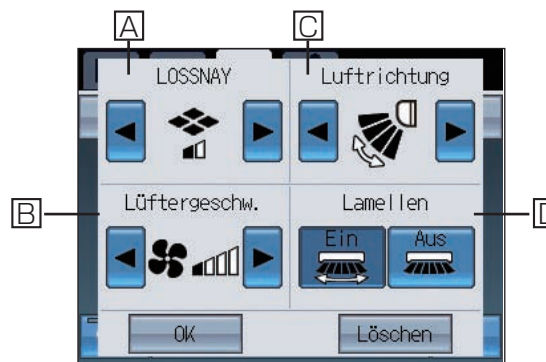 A
C
LOSSNAY
Luftrichtung
B
Lüftergeschw.
Lamellen
Ein
Aus
OK
Löschen